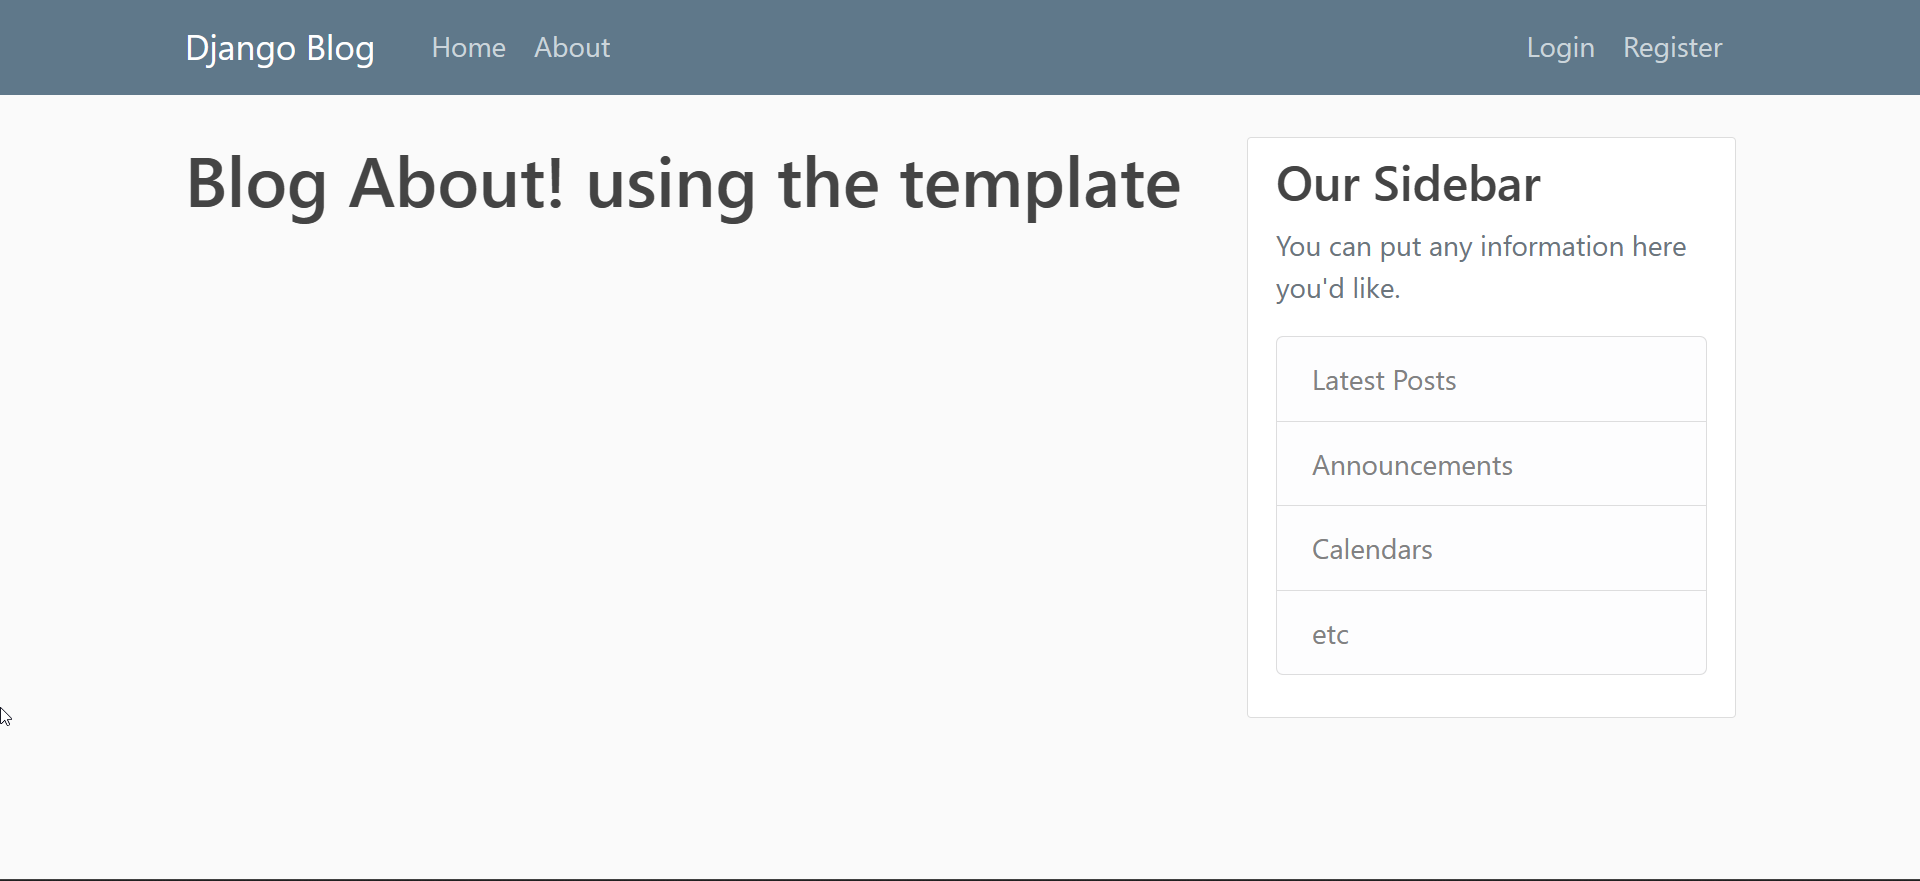 Django Blog Home About Login Register
Blog About! using the template
Our Sidebar
You can put any information here
you'd like.
Latest Posts
Announcements
Calendars
etc